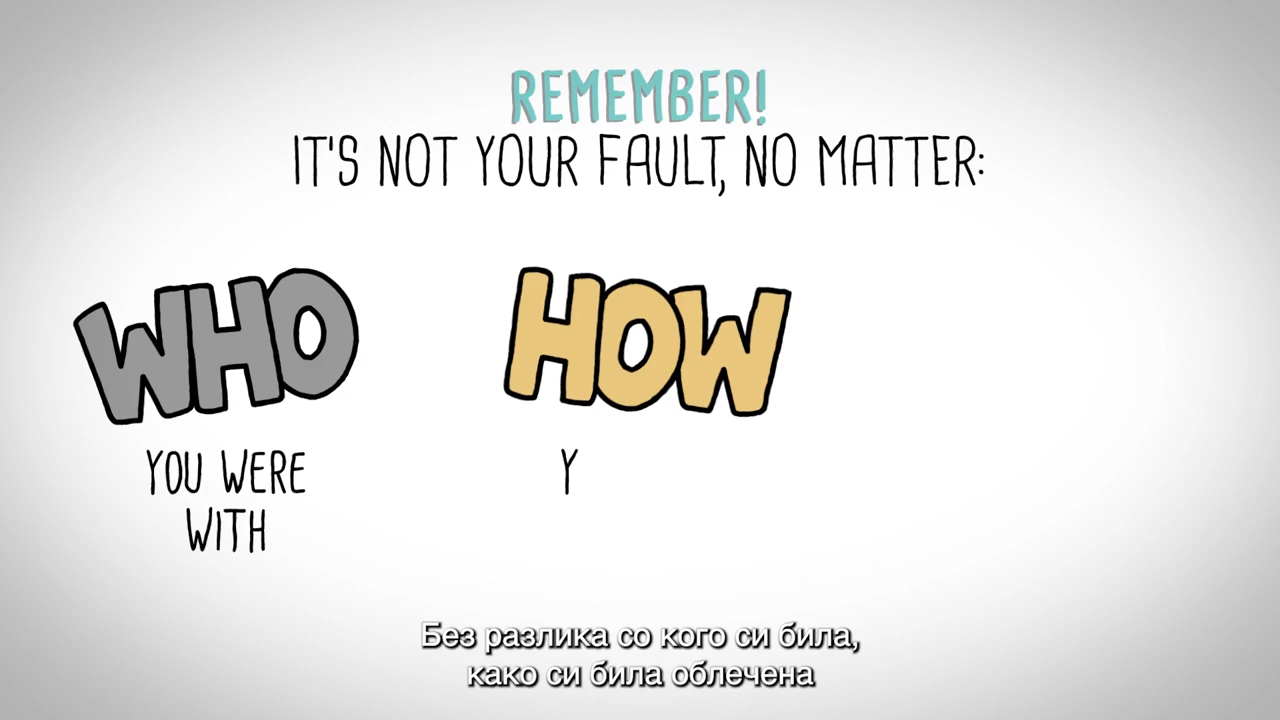 REMEMBER!
IT'S NOT YOUR FAULT, NO MATTER:
WHO
YOU WERE
WITH
HOW
Y
Без разлика со кого си била,
како си била облечена